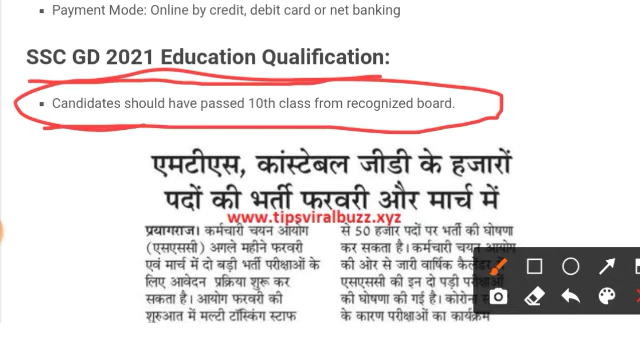 Payment Mode: Online by credit, debit card or net banking
SSC GD 2021 Education Qualification:
Candidates should have passed 10th class from recognized board.
एमटीएस, कांस्टेबल जीडी के हजारों
पदों की भर्ती फरवरी और मार्च में
www.tipsviralbuzz.xyz
प्रयागराज। कर्मचारी चयन आयोग
(एसएससी) अगले महीने फरवरी
एवं मार्च में दो बड़ी भर्ती परीक्षाओं के
लिए आवेदन प्रक्रिया शुरू कर
सकता है। आयोग फरवरी की
शुरुआत में मल्टी टॉस्किंग स्टाफ
से 50 हजार पदों पर भर्ती की घोषणा
कर सकता है। कर्मचारी चयन आयोग
की ओर से जारी वार्षिक कैलेंडर में
एसएससी की इन दो पड़ी
की घोषणा की गई है। कोरोना
के कारण परीक्षाओं का कार्यक्रम